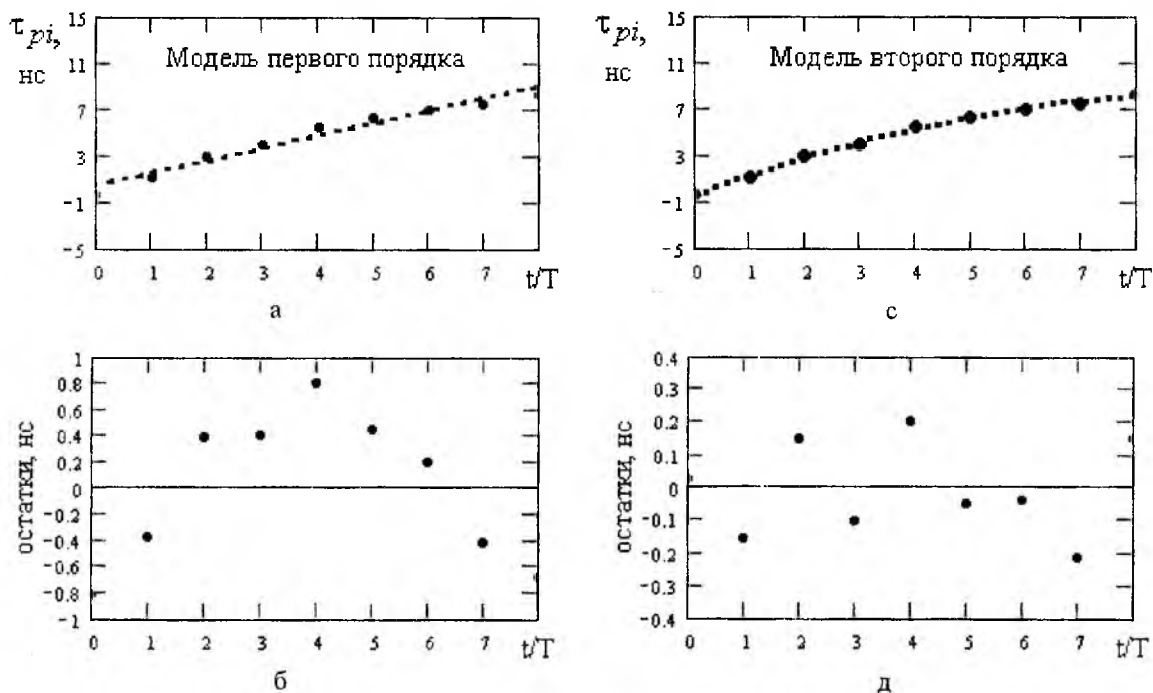 τpi, нс
Модель первого порядка
15
11
7
3
-1
-5
0 1 2 3 4 5 6 7 t/T
а
τpi, нс
Модель второго порядка
15
11
7
3
-1
-5
0 1 2 3 4 5 6 7 t/T
с
остатки, нс
1
0.8
0.6
0.4
0.2
0
-0.2
-0.4
-0.6
-0.8
-1
0 1 2 3 4 5 6 7 t/T
б
остатки, нс
0.4
0.3
0.2
0.1
0
-0.1
-0.2
-0.3
-0.4
0 1 2 3 4 5 6 7 t/T
д